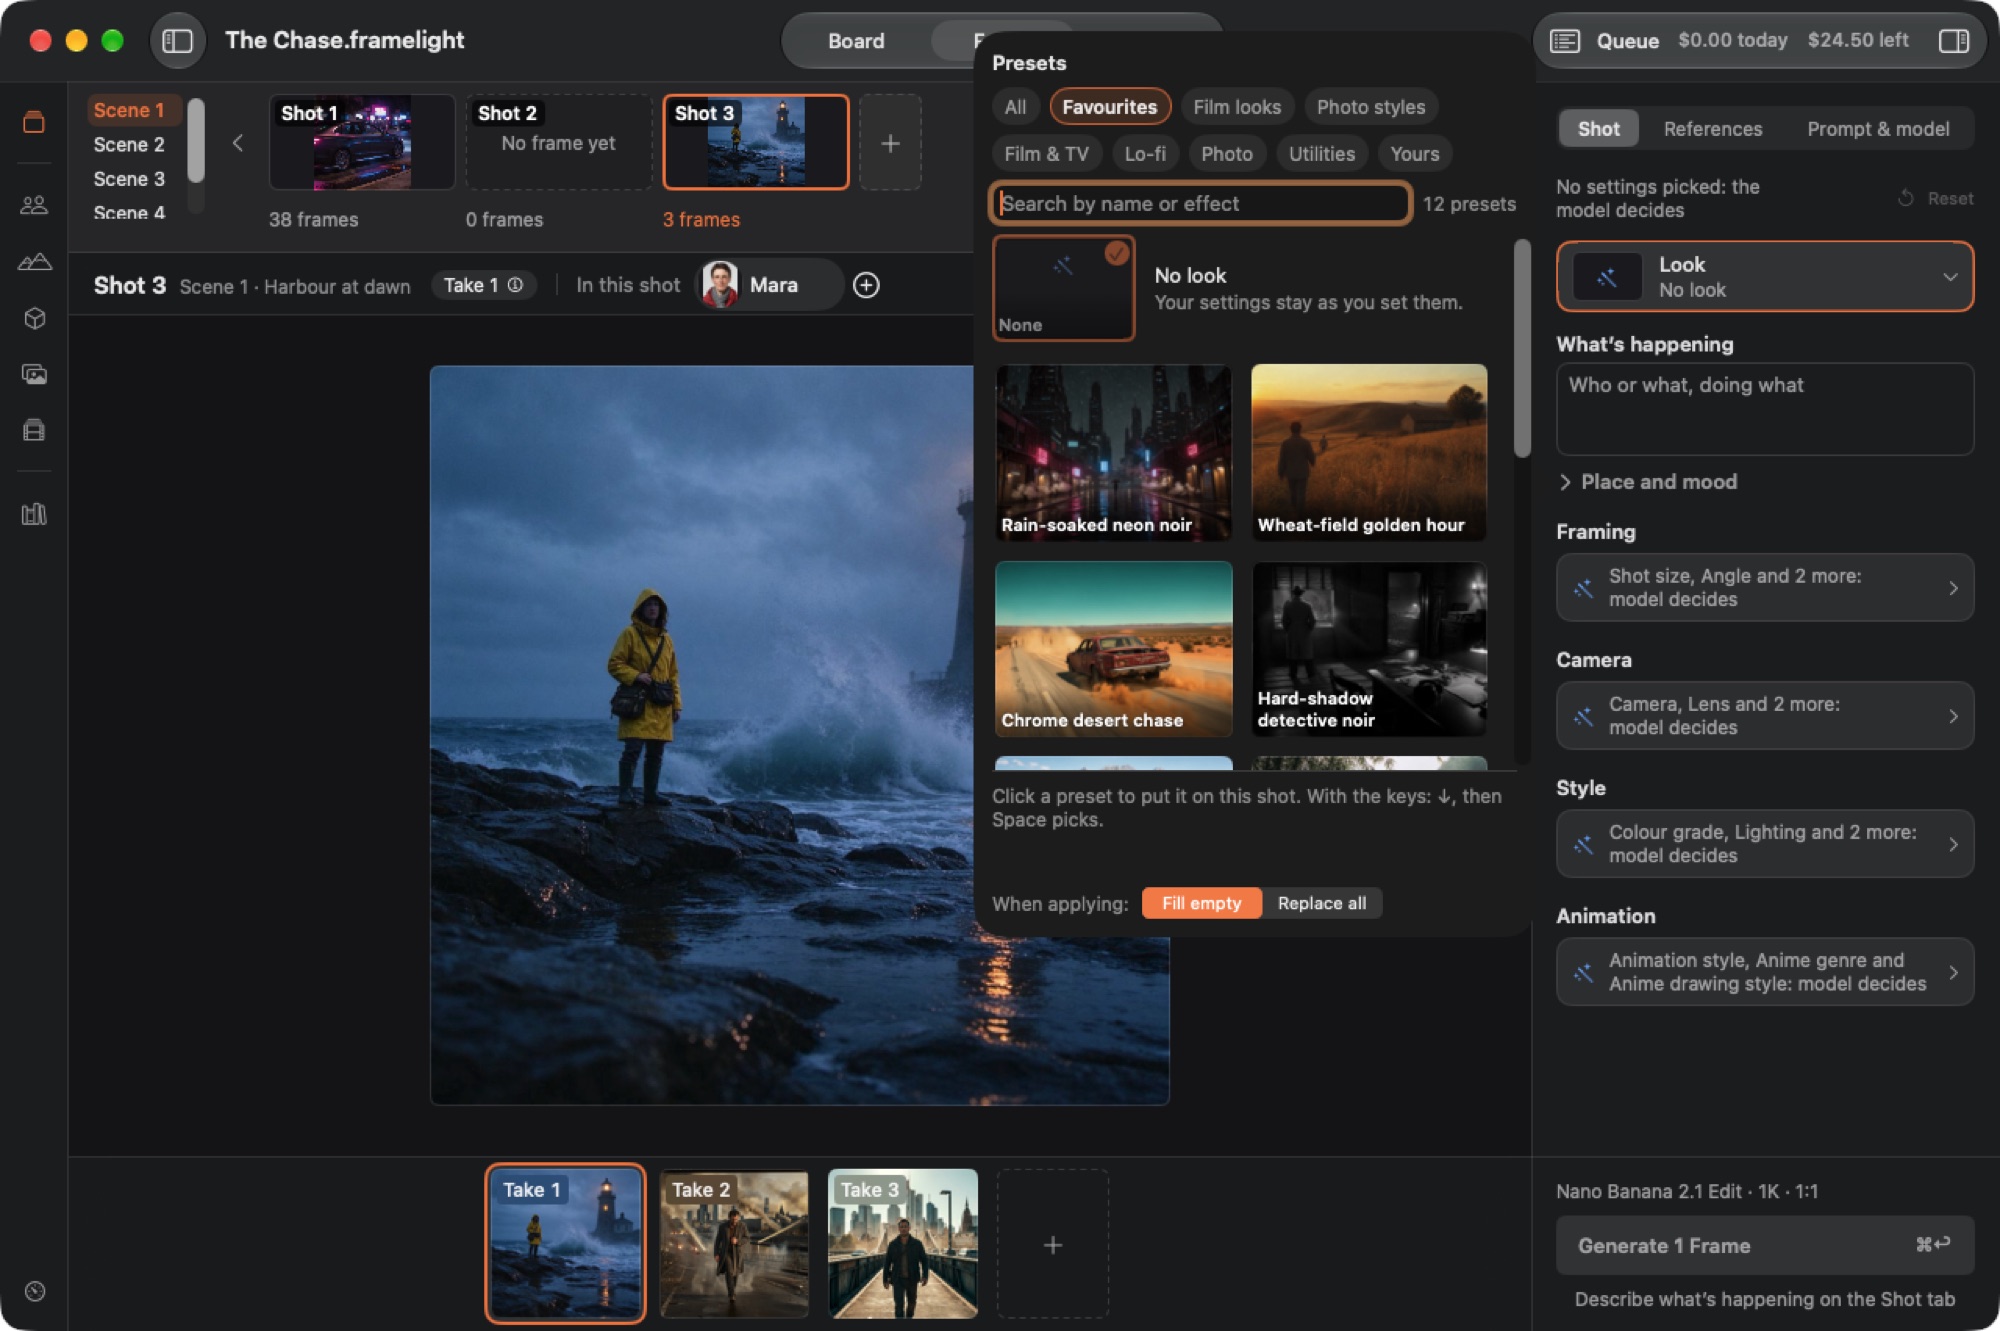 The Chase.framelight
Board
Queue $0.00 today $24.50 left
Scene 1
Scene 2
Scene 3
Scene 4
Shot 1
38 frames
Shot 2
No frame yet
0 frames
Shot 3
3 frames
Shot 3 Scene 1 · Harbour at dawn Take 1 In this shot Mara
Presets
All Favourites Film looks Photo styles
Film & TV Lo-fi Photo Utilities Yours
Search by name or effect 12 presets
None
No look
Your settings stay as you set them.
Rain-soaked neon noir
Wheat-field golden hour
Chrome desert chase
Hard-shadow
detective noir
Click a preset to put it on this shot. With the keys: ↓, then
Space picks.
When applying: Fill empty Replace all
Shot References Prompt & model
No settings picked: the
model decides
Reset
Look
No look
What's happening
Who or what, doing what
Place and mood
Framing
Shot size, Angle and 2 more:
model decides
Camera
Camera, Lens and 2 more:
model decides
Style
Colour grade, Lighting and 2 more:
model decides
Animation
Animation style, Anime genre and
Anime drawing style: model decides
Take 1
Take 2
Take 3
Nano Banana 2.1 Edit · 1K · 1:1
Generate 1 Frame ⌘↩
Describe what's happening on the Shot tab